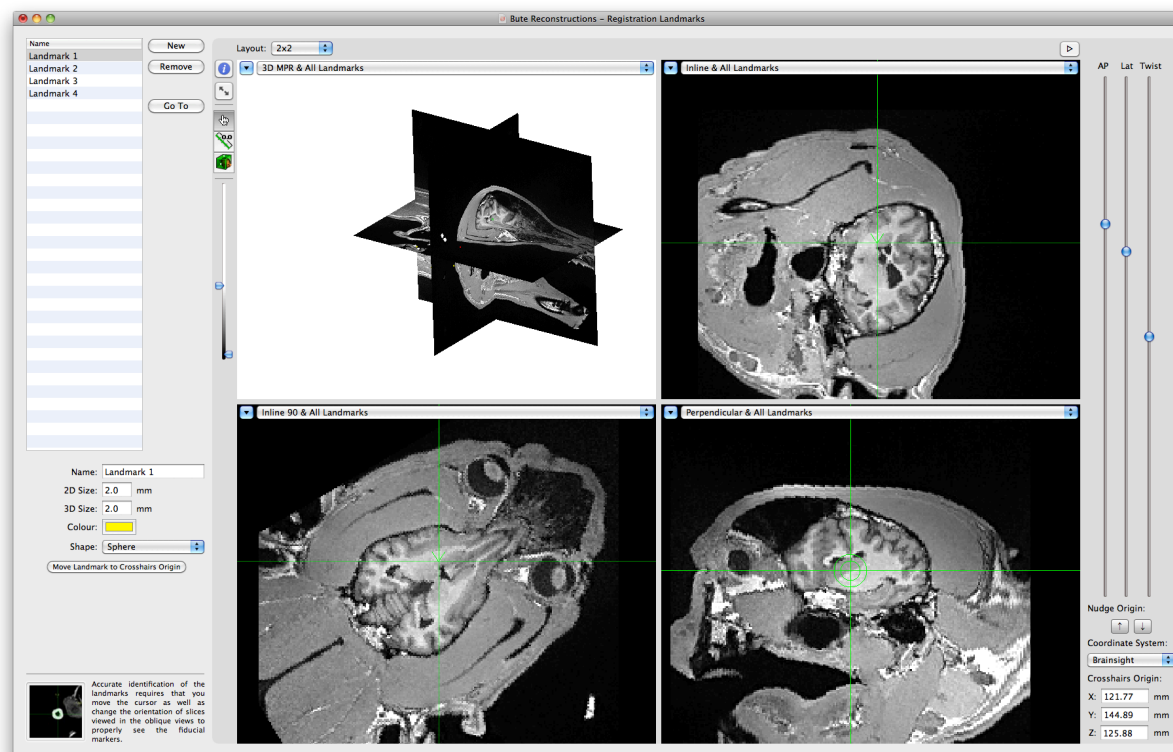 Bute Reconstructions – Registration Landmarks
Name
Landmark 1
Landmark 2
Landmark 3
Landmark 4
New
Remove
Go To
Layout: 2x2
3D MPR & All Landmarks
Inline & All Landmarks
Inline 90 & All Landmarks
Perpendicular & All Landmarks
AP Lat Twist
Name: Landmark 1
2D Size: 2.0 mm
3D Size: 2.0 mm
Colour:
Shape: Sphere
Move Landmark to Crosshairs Origin
Accurate identification of the
landmarks requires that you
move the cursor as well as
change the orientation of slices
viewed in the oblique views to
properly see the fiducial
markers.
Nudge Origin:
↑ ↓
Coordinate System:
Brainsight
Crosshairs Origin:
X: 121.77 mm
Y: 144.89 mm
Z: 125.88 mm